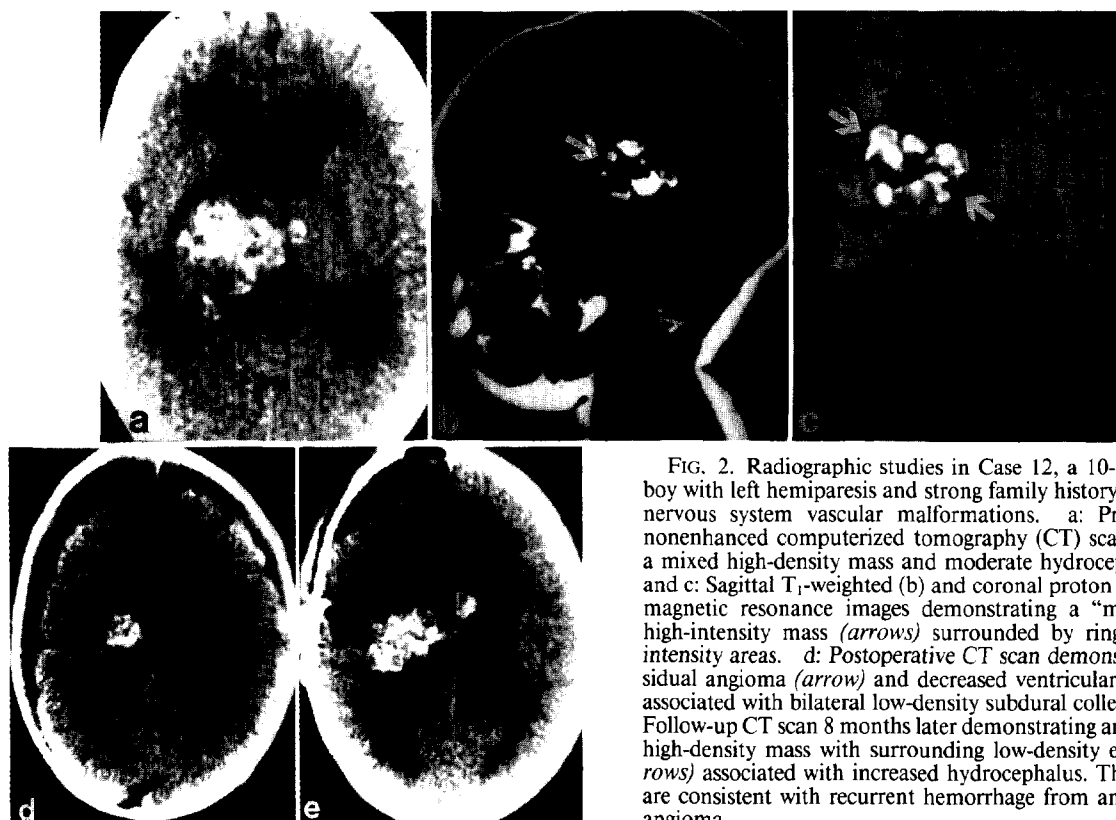 a
b
c
d
e
FIG. 2. Radiographic studies in Case 12, a 10-
boy with left hemiparesis and strong family history
nervous system vascular malformations. a: Pr
nonenhanced computerized tomography (CT) sca
a mixed high-density mass and moderate hydrocep
and c: Sagittal T₁-weighted (b) and coronal proton
magnetic resonance images demonstrating a “m
high-intensity mass (arrows) surrounded by ring
intensity areas. d: Postoperative CT scan demons
sidual angioma (arrow) and decreased ventricular
associated with bilateral low-density subdural colle
Follow-up CT scan 8 months later demonstrating an
high-density mass with surrounding low-density e
rows) associated with increased hydrocephalus. Th
are consistent with recurrent hemorrhage from an
angioma.